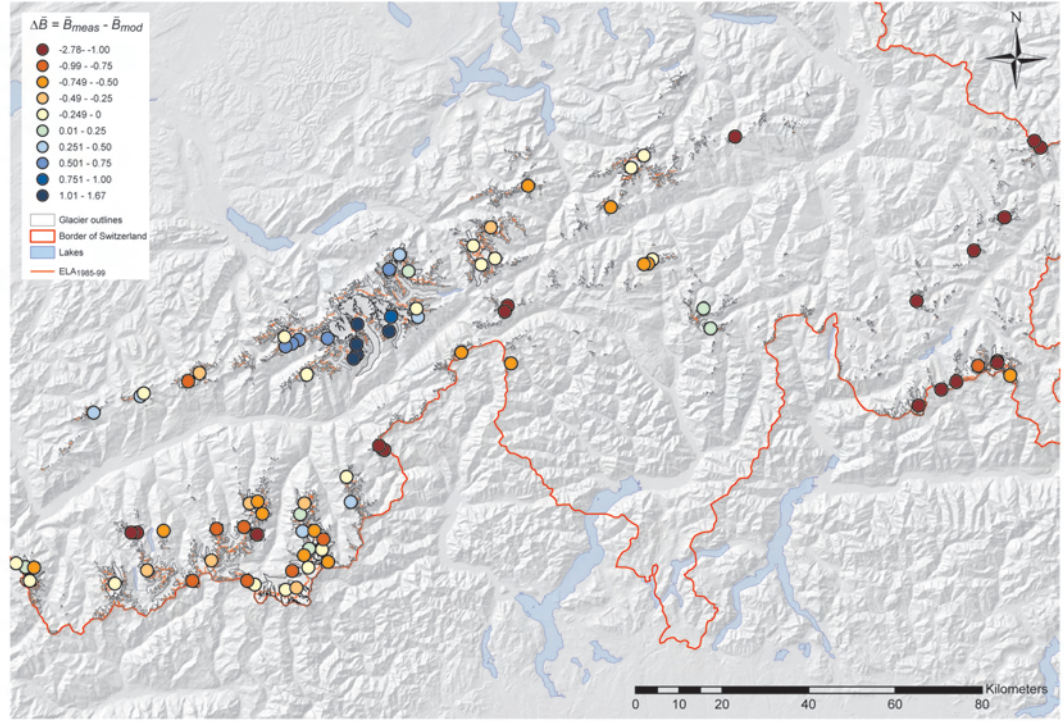 ΔB̄ = B̄meas - B̄mod
-2.78- -1.00
-0.99 - -0.75
-0.749 - -0.50
-0.49 - -0.25
-0.249 - 0
0.01 - 0.25
0.251 - 0.50
0.501 - 0.75
0.751 - 1.00
1.01 - 1.67
Glacier outlines
Border of Switzerland
Lakes
ELA1985-99
N
Kilometers
0 10 20 40 60 80